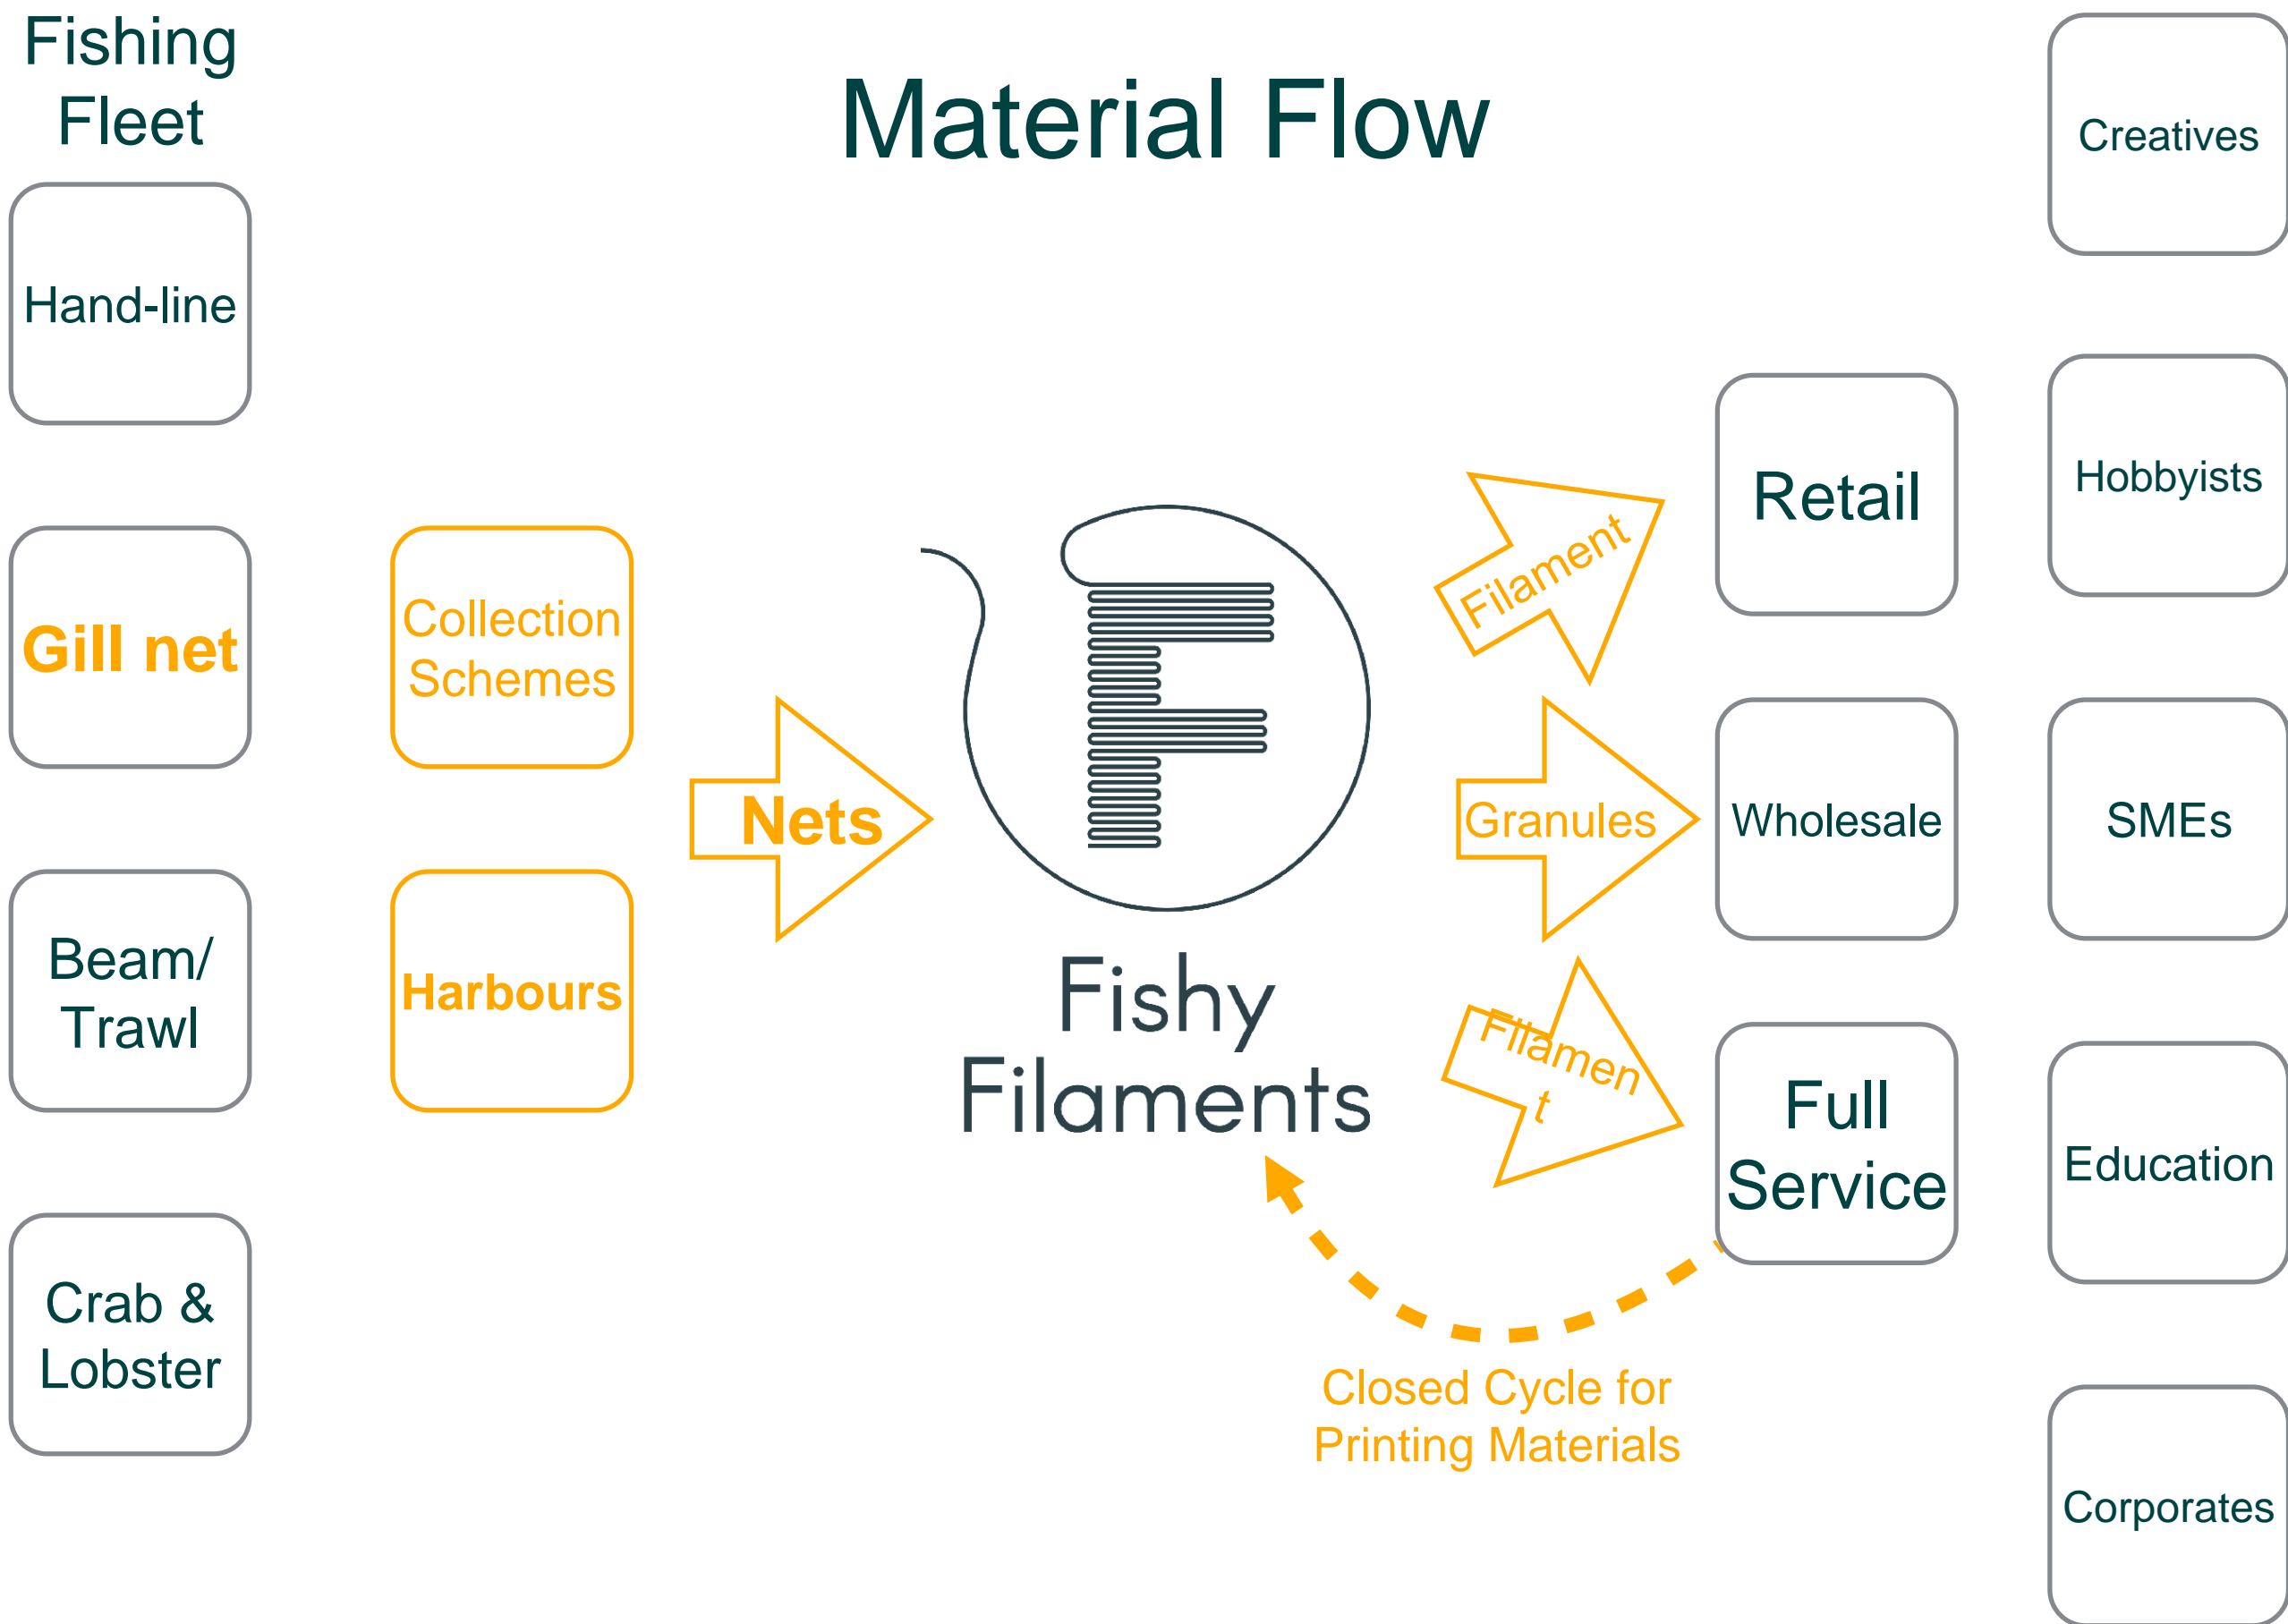 Fishing
Fleet
Material Flow
Hand-line
Gill net
Beam/
Trawl
Crab &
Lobster
Collection
Schemes
Harbours
Nets
Fishy
Filaments
Filament
Granules
Filamen
t
Closed Cycle for
Printing Materials
Retail
Wholesale
Full
Service
Creatives
Hobbyists
SMEs
Education
Corporates